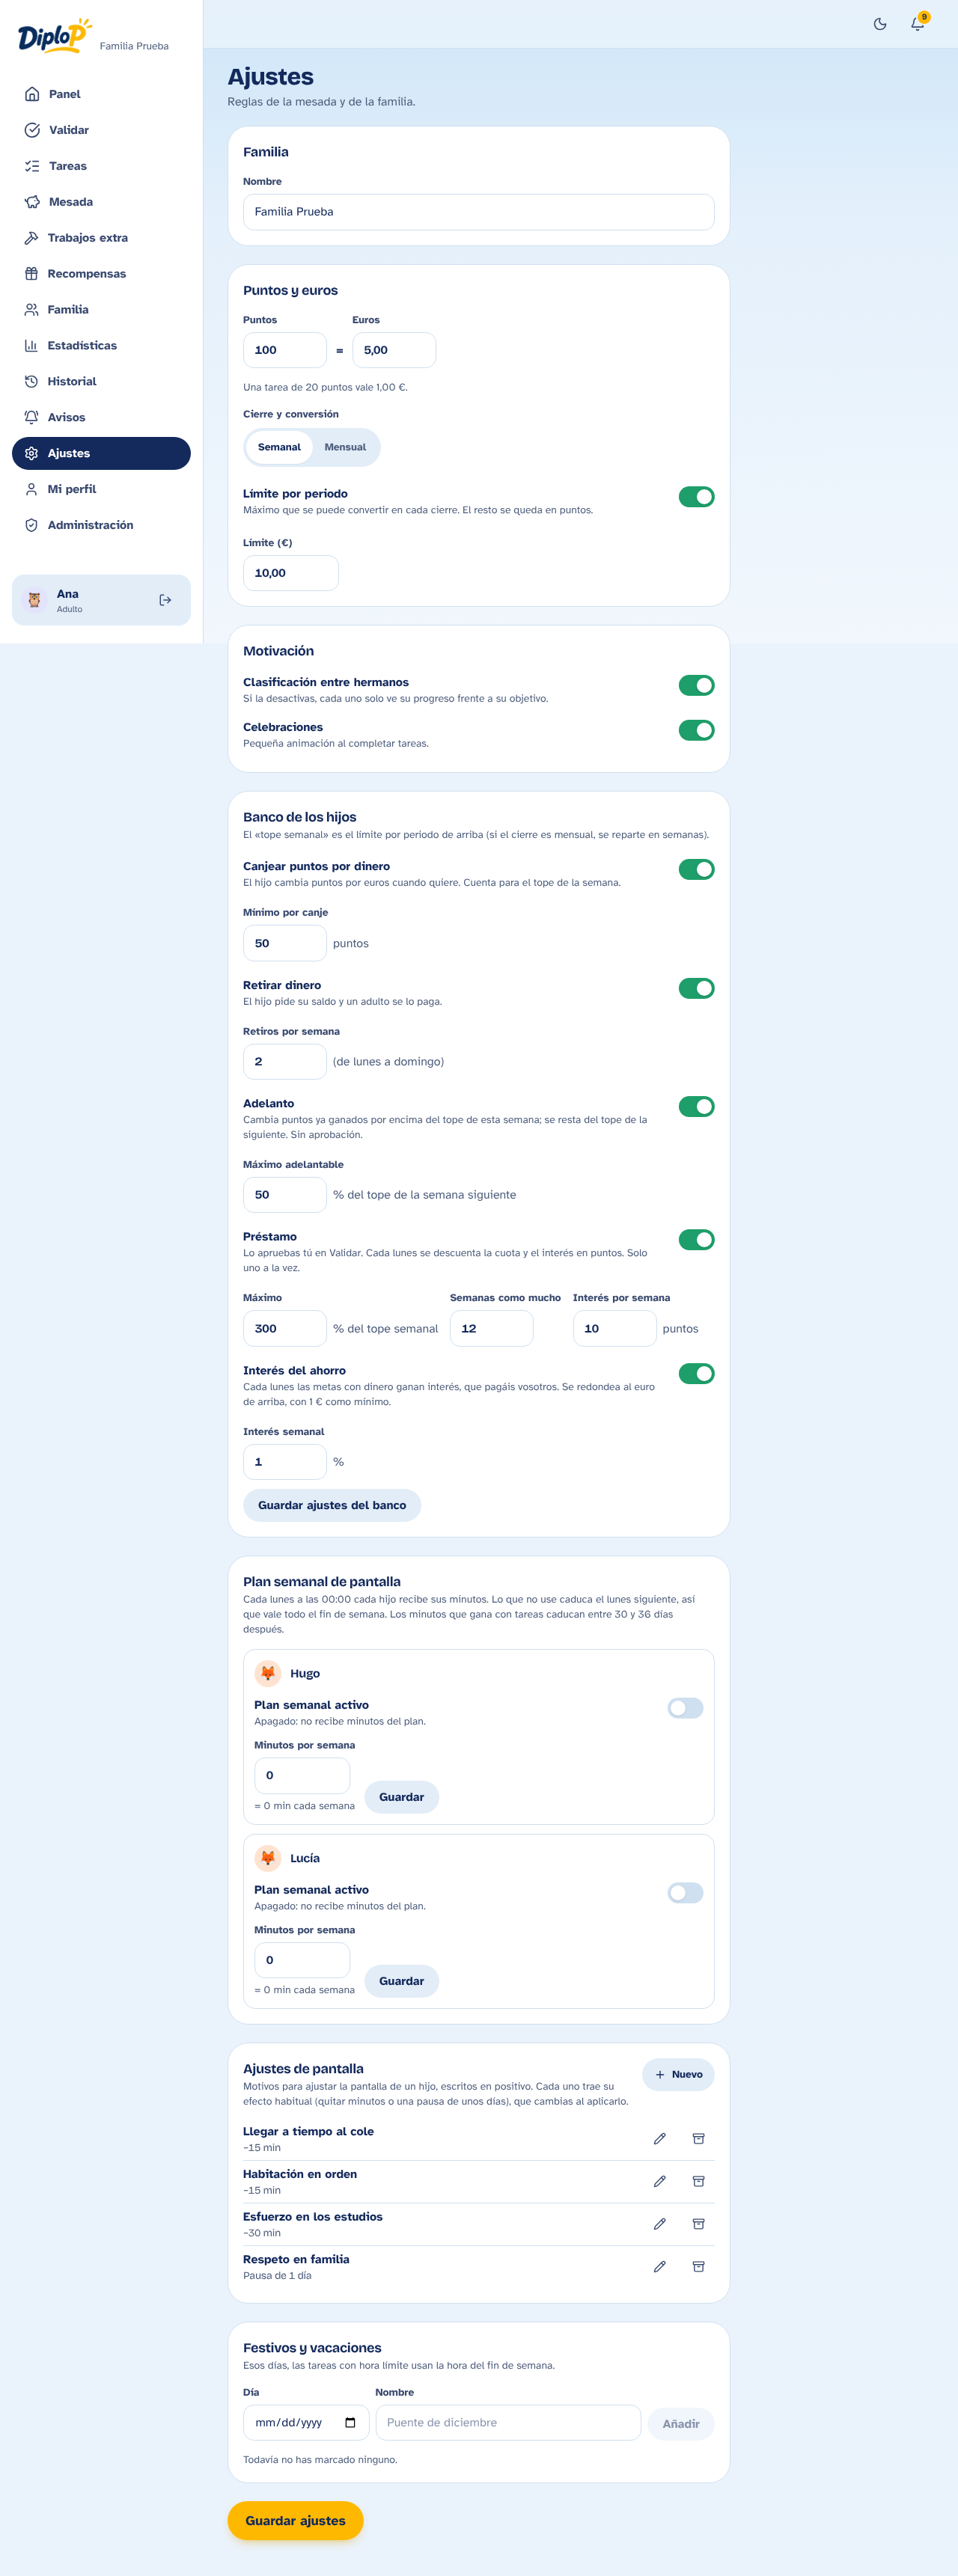 DiploP
Familia Prueba
9
Panel
Validar
Tareas
Mesada
Trabajos extra
Recompensas
Familia
Estadísticas
Historial
Avisos
Ajustes
Mi perfil
Administración
Ana
Adulto
Ajustes
Reglas de la mesada y de la familia.
Familia
Nombre
Familia Prueba
Puntos y euros
Puntos
Euros
100
=
5,00
Una tarea de 20 puntos vale 1,00 €.
Cierre y conversión
Semanal
Mensual
Límite por periodo
Máximo que se puede convertir en cada cierre. El resto se queda en puntos.
Límite (€)
10,00
Motivación
Clasificación entre hermanos
Si la desactivas, cada uno solo ve su progreso frente a su objetivo.
Celebraciones
Pequeña animación al completar tareas.
Banco de los hijos
El «tope semanal» es el límite por periodo de arriba (si el cierre es mensual, se reparte en semanas).
Canjear puntos por dinero
El hijo cambia puntos por euros cuando quiere. Cuenta para el tope de la semana.
Mínimo por canje
50 puntos
Retirar dinero
El hijo pide su saldo y un adulto se lo paga.
Retiros por semana
2 (de lunes a domingo)
Adelanto
Cambia puntos ya ganados por encima del tope de esta semana; se resta del tope de la
siguiente. Sin aprobación.
Máximo adelantable
50 % del tope de la semana siguiente
Préstamo
Lo apruebas tú en Validar. Cada lunes se descuenta la cuota y el interés en puntos. Solo
uno a la vez.
Máximo
Semanas como mucho
Interés por semana
300 % del tope semanal
12
10 puntos
Interés del ahorro
Cada lunes las metas con dinero ganan interés, que pagáis vosotros. Se redondea al euro
de arriba, con 1 € como mínimo.
Interés semanal
1 %
Guardar ajustes del banco
Plan semanal de pantalla
Cada lunes a las 00:00 cada hijo recibe sus minutos. Lo que no use caduca el lunes siguiente, así
que vale todo el fin de semana. Los minutos que gana con tareas caducan entre 30 y 36 días
después.
Hugo
Plan semanal activo
Apagado: no recibe minutos del plan.
Minutos por semana
0
= 0 min cada semana
Guardar
Lucía
Plan semanal activo
Apagado: no recibe minutos del plan.
Minutos por semana
0
= 0 min cada semana
Guardar
Ajustes de pantalla
+ Nuevo
Motivos para ajustar la pantalla de un hijo, escritos en positivo. Cada uno trae su
efecto habitual (quitar minutos o una pausa de unos días), que cambias al aplicarlo.
Llegar a tiempo al cole
−15 min
Habitación en orden
−15 min
Esfuerzo en los estudios
−30 min
Respeto en familia
Pausa de 1 día
Festivos y vacaciones
Esos días, las tareas con hora límite usan la hora del fin de semana.
Día
Nombre
mm/dd/yyyy
Puente de diciembre
Añadir
Todavía no has marcado ninguno.
Guardar ajustes